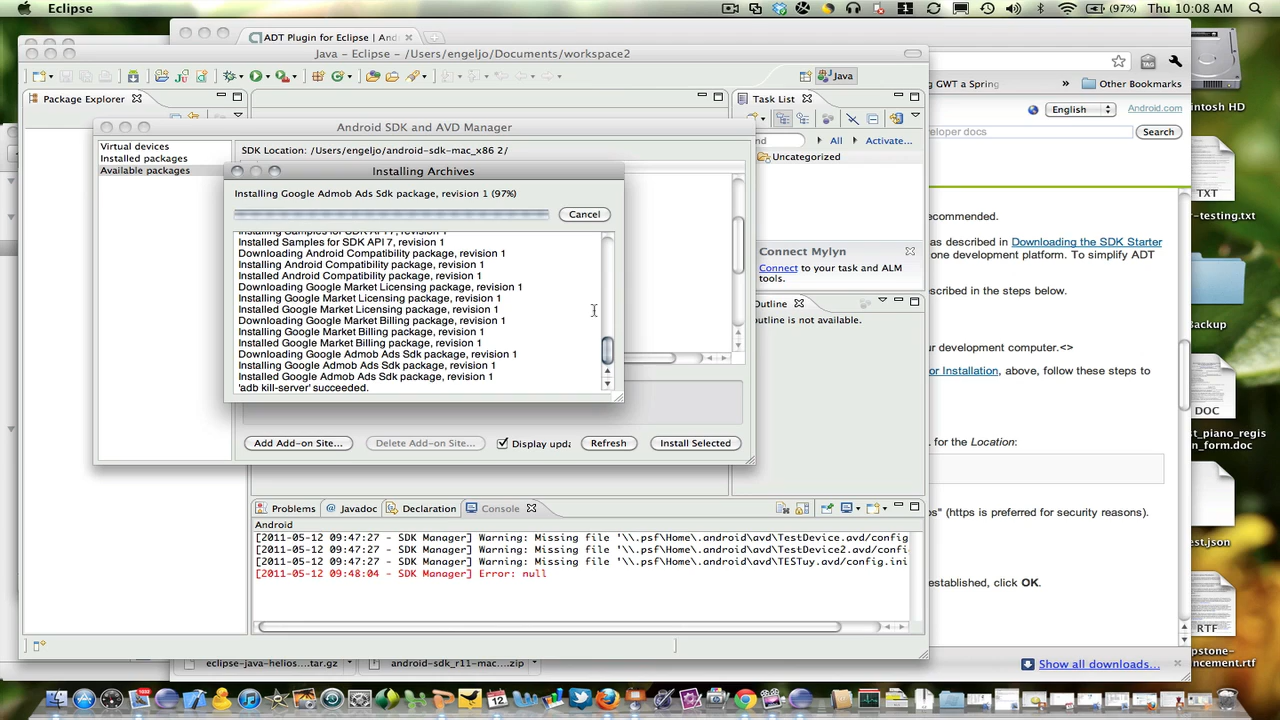 Eclipse
(97%) Thu 10:08 AM
ADT Plugin for Eclipse | And
Java - Eclipse - /Users/engeljo/Documents/workspace2
Java
GWT a Spring
»
Other Bookmarks
Package Explorer
Task List
English
Android.com
Search
Android SDK and AVD Manager
Virtual devices
Installed packages
Available packages
SDK Location: /Users/engeljo/android-sdk-mac_x86
All
Activate...
Uncategorized
Installing Archives
Installing Google Admob Ads Sdk package, revision 1 (97%)
Cancel
Installing Samples for SDK API 7, revision 1
Installed Samples for SDK API 7, revision 1
Downloading Android Compatibility package, revision 1
Installing Android Compatibility package, revision 1
Installed Android Compatibility package, revision 1
Downloading Google Market Licensing package, revision 1
Installing Google Market Licensing package, revision 1
Installed Google Market Licensing package, revision 1
Downloading Google Market Billing package, revision 1
Installing Google Market Billing package, revision 1
Installed Google Market Billing package, revision 1
Downloading Google Admob Ads Sdk package, revision 1
Installing Google Admob Ads Sdk package, revision 1
Installed Google Admob Ads Sdk package, revision 1
'adb kill-server' succeeded.
Connect Mylyn
Connect to your task and ALM
tools.
outline is not available.
Add Add-on Site...
Delete Add-on Site...
Display upda
Refresh
Install Selected
Problems
Javadoc
Declaration
Console
Android
[2011-05-12 09:47:27 - SDK Manager] Warning: Missing file '\\.psf\Home\.android\avd\TestDevice.avd/config
[2011-05-12 09:47:27 - SDK Manager] Warning: Missing file '\\.psf\Home\.android\avd\TestDevice2.avd/config
[2011-05-12 09:47:27 - SDK Manager] Warning: Missing file '\\.psf\Home\.android\avd\TESTuy.avd/config.ini
[2011-05-12 09:48:04 - SDK Manager] Error: null
ecommended.
as described in Downloading the SDK Starter
one development platform. To simplify ADT
scribed in the steps below.
ur development computer.<>
or Installation, above, follow these steps to
. for the Location:
os" (https is preferred for security reasons).
established, click OK.
eclipse-java-helios....tar.gz
android-sdk_r11-mac....zip
Show all downloads...
intosh HD
TXT
r-testing.txt
Backup
DOC
st_piano_regis
n_form.doc
est.json
RTF
pstone-
uncement.rtf